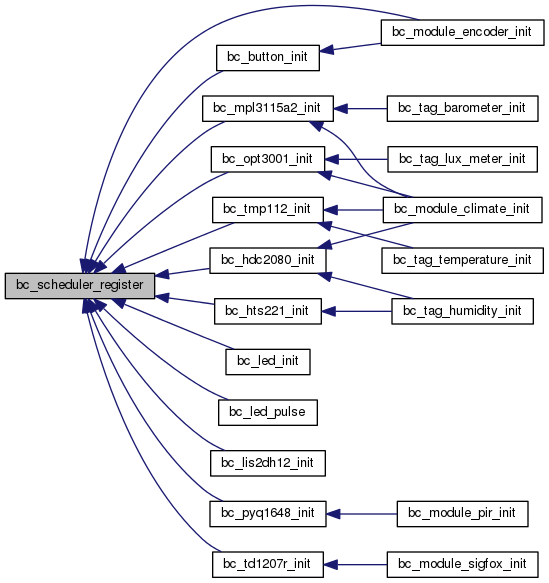 bc_module_encoder_init
bc_button_init
bc_mpl3115a2_init
bc_tag_barometer_init
bc_opt3001_init
bc_tag_lux_meter_init
bc_tmp112_init
bc_module_climate_init
bc_hdc2080_init
bc_tag_temperature_init
bc_scheduler_register
bc_hts221_init
bc_tag_humidity_init
bc_led_init
bc_led_pulse
bc_lis2dh12_init
bc_pyq1648_init
bc_module_pir_init
bc_td1207r_init
bc_module_sigfox_init